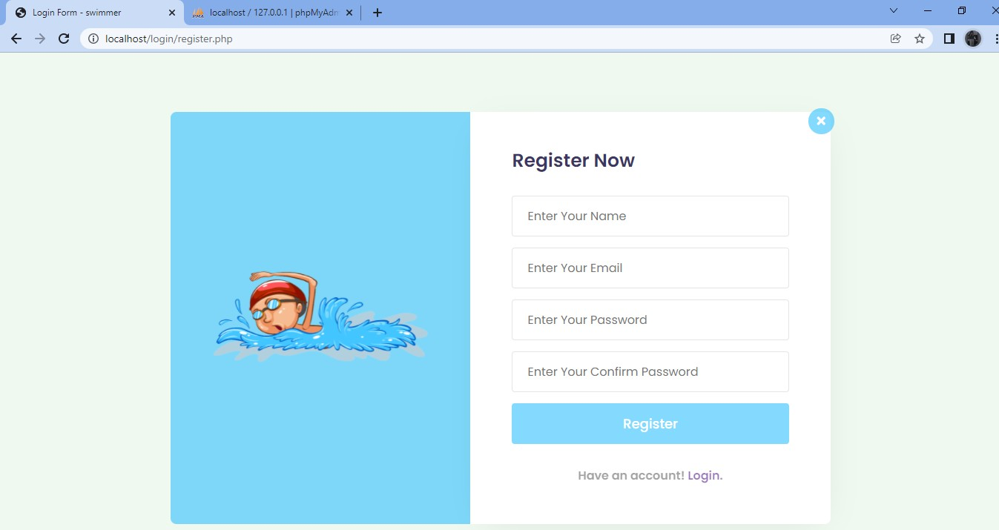 Login Form - swimmer
localhost / 127.0.0.1 | phpMyAdm
localhost/login/register.php
Register Now
Enter Your Name
Enter Your Email
Enter Your Password
Enter Your Confirm Password
Register
Have an account! Login.